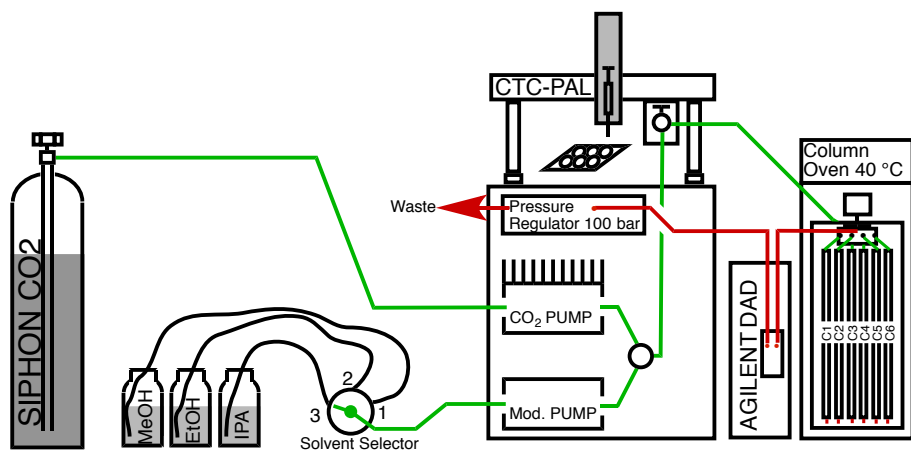 CTC-PAL
Column
Oven 40 °C
SIPHON CO2
Waste
Pressure
Regulator 100 bar
CO₂ PUMP
Mod. PUMP
AGILENT DAD
C1
C2
C3
C4
C5
C6
MeOH
EtOH
IPA
2
3
1
Solvent Selector